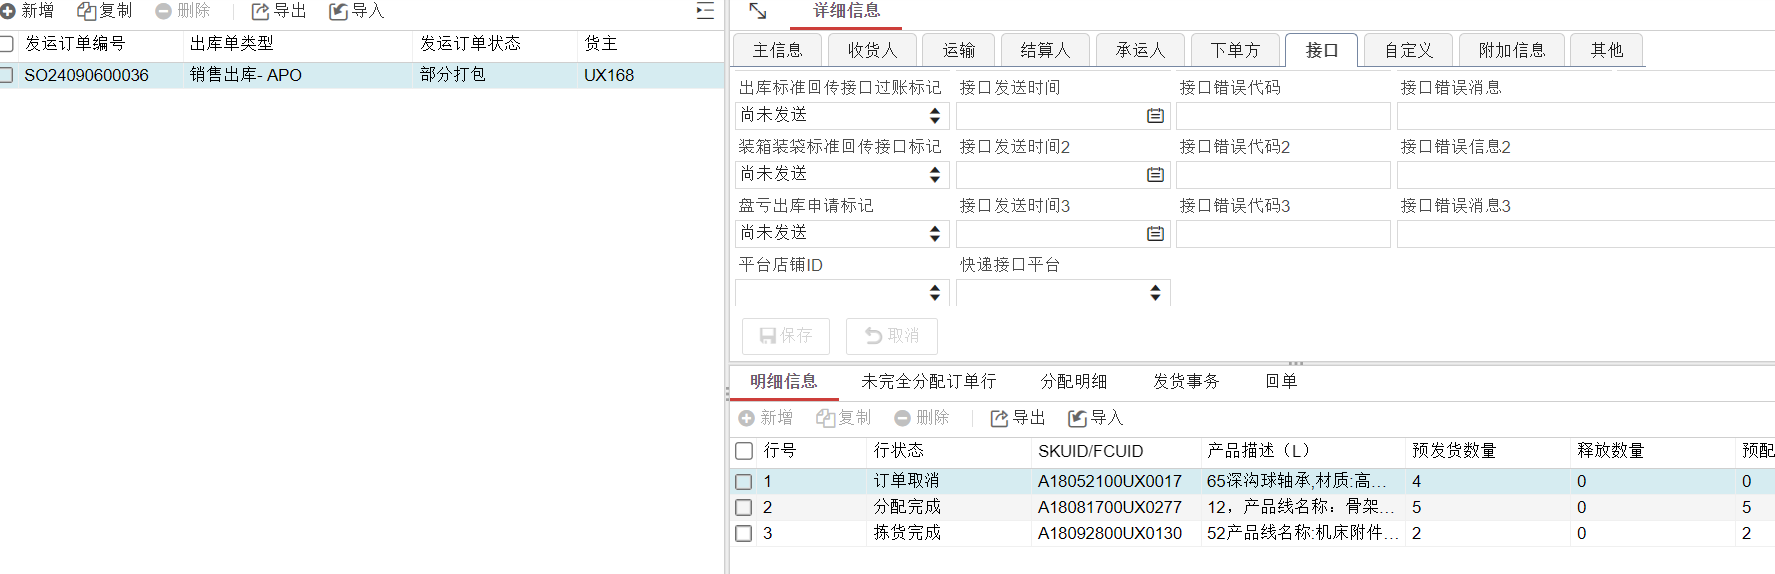 新增 复制 删除 导出 导入
发运订单编号 出库单类型 发运订单状态 货主
SO24090600036 销售出库- APO 部分打包 UX168
详细信息
主信息 收货人 运输 结算人 承运人 下单方 接口 自定义 附加信息 其他
出库标准回传接口过账标记 接口发送时间 接口错误代码 接口错误消息
尚未发送
装箱装袋标准回传接口标记 接口发送时间2 接口错误代码2 接口错误信息2
尚未发送
盘亏出库申请标记 接口发送时间3 接口错误代码3 接口错误消息3
尚未发送
平台店铺ID 快递接口平台
保存 取消
明细信息 未完全分配订单行 分配明细 发货事务 回单
新增 复制 删除 导出 导入
行号 行状态 SKUID/FCUID 产品描述（L） 预发货数量 释放数量 预配
1 订单取消 A18052100UX0017 65深沟球轴承,材质:高... 4 0 0
2 分配完成 A18081700UX0277 12，产品线名称：骨架... 5 0 5
3 拣货完成 A18092800UX0130 52产品线名称:机床附件... 2 0 2